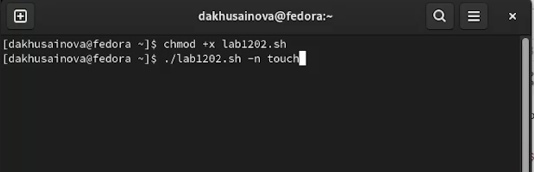 dakhusainova@fedora:~
[dakhusainova@fedora ~]$ chmod +x lab1202.sh
[dakhusainova@fedora ~]$ ./lab1202.sh -n touch